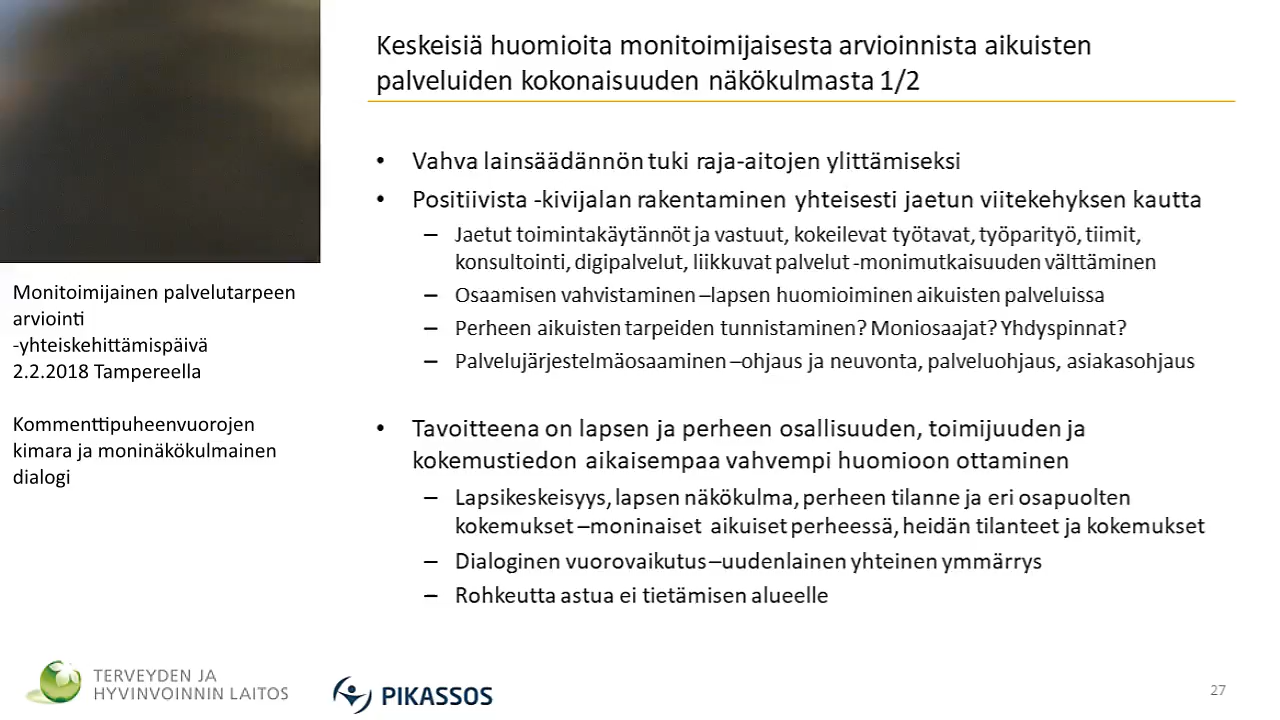 Keskeisiä huomioita monitoimijaisesta arvioinnista aikuisten
palveluiden kokonaisuuden näkökulmasta 1/2
• Vahva lainsäädännön tuki raja-aitojen ylittämiseksi
• Positiivista -kivijalan rakentaminen yhteisesti jaetun viitekehyksen kautta
– Jaetut toimintakäytännöt ja vastuut, kokeilevat työtavat, työparityö, tiimit,
konsultointi, digipalvelut, liikkuvat palvelut -monimutkaisuuden välttäminen
– Osaamisen vahvistaminen –lapsen huomioiminen aikuisten palveluissa
– Perheen aikuisten tarpeiden tunnistaminen? Moniosaajat? Yhdyspinnat?
– Palvelujärjestelmäosaaminen –ohjaus ja neuvonta, palveluohjaus, asiakasohjaus
• Tavoitteena on lapsen ja perheen osallisuuden, toimijuuden ja
kokemustiedon aikaisempaa vahvempi huomioon ottaminen
– Lapsikeskeisyys, lapsen näkökulma, perheen tilanne ja eri osapuolten
kokemukset –moninaiset aikuiset perheessä, heidän tilanteet ja kokemukset
– Dialoginen vuorovaikutus –uudenlainen yhteinen ymmärrys
– Rohkeutta astua ei tietämisen alueelle
Monitoimijainen palvelutarpeen
arviointi
-yhteiskehittämispäivä
2.2.2018 Tampereella
Kommenttipuheenvuorojen
kimara ja moninäkökulmainen
dialogi
TERVEYDEN JA
HYVINVOINNIN LAITOS
PIKASSOS
27